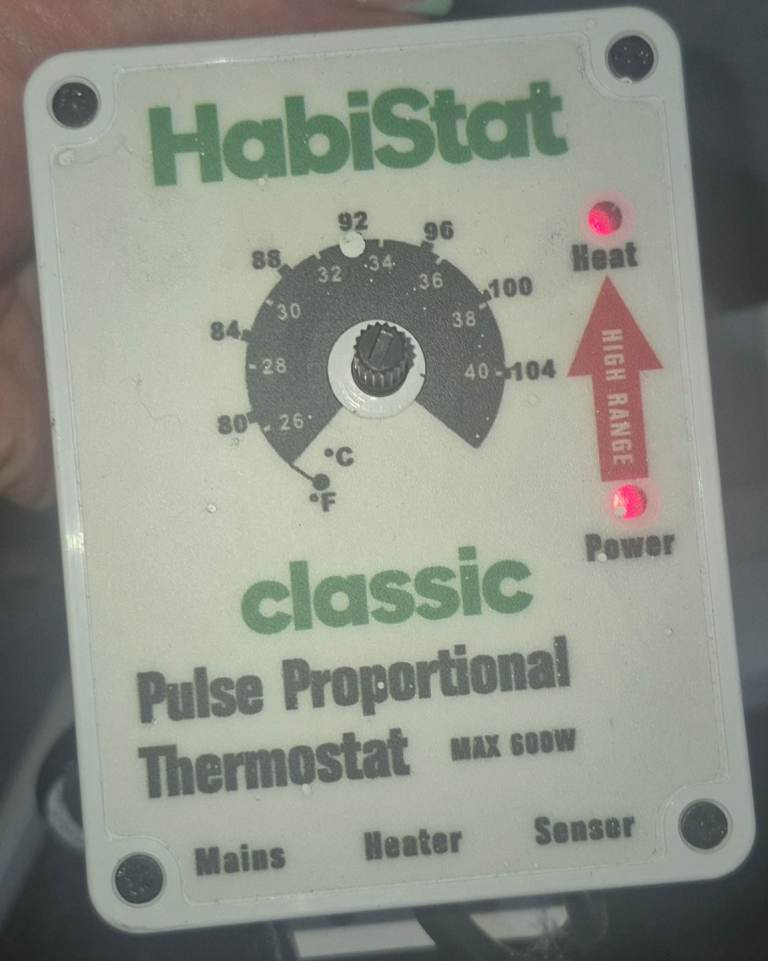 HabiStat
92
96
88
32
34
36
100
Heat
30
84
38
28
40
104
HIGH RANGE
80
26
°C
°F
Power
classic
Pulse Proportional
Thermostat MAX 600W
Mains Heater Sensor